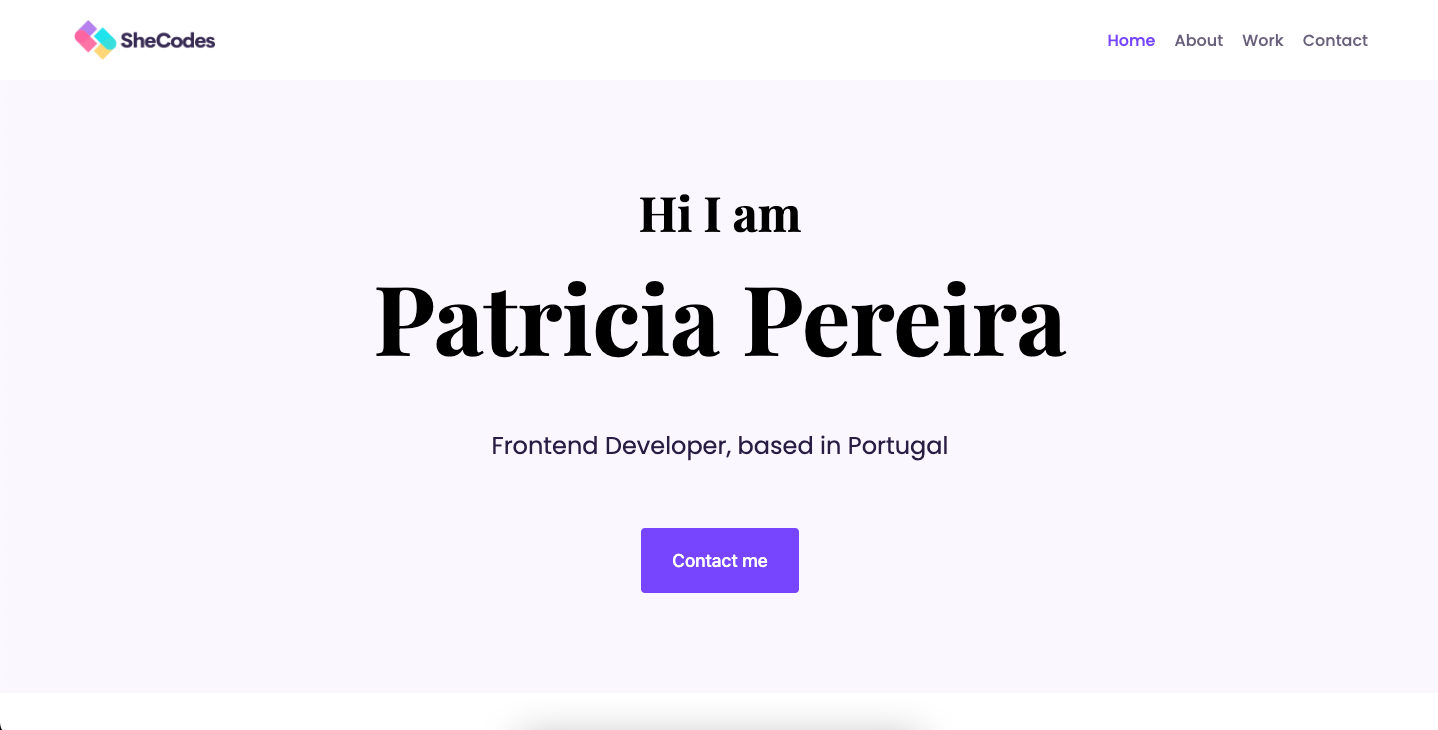 SheCodes
Home About Work Contact
Hi I am
Patricia Pereira
Frontend Developer, based in Portugal
Contact me